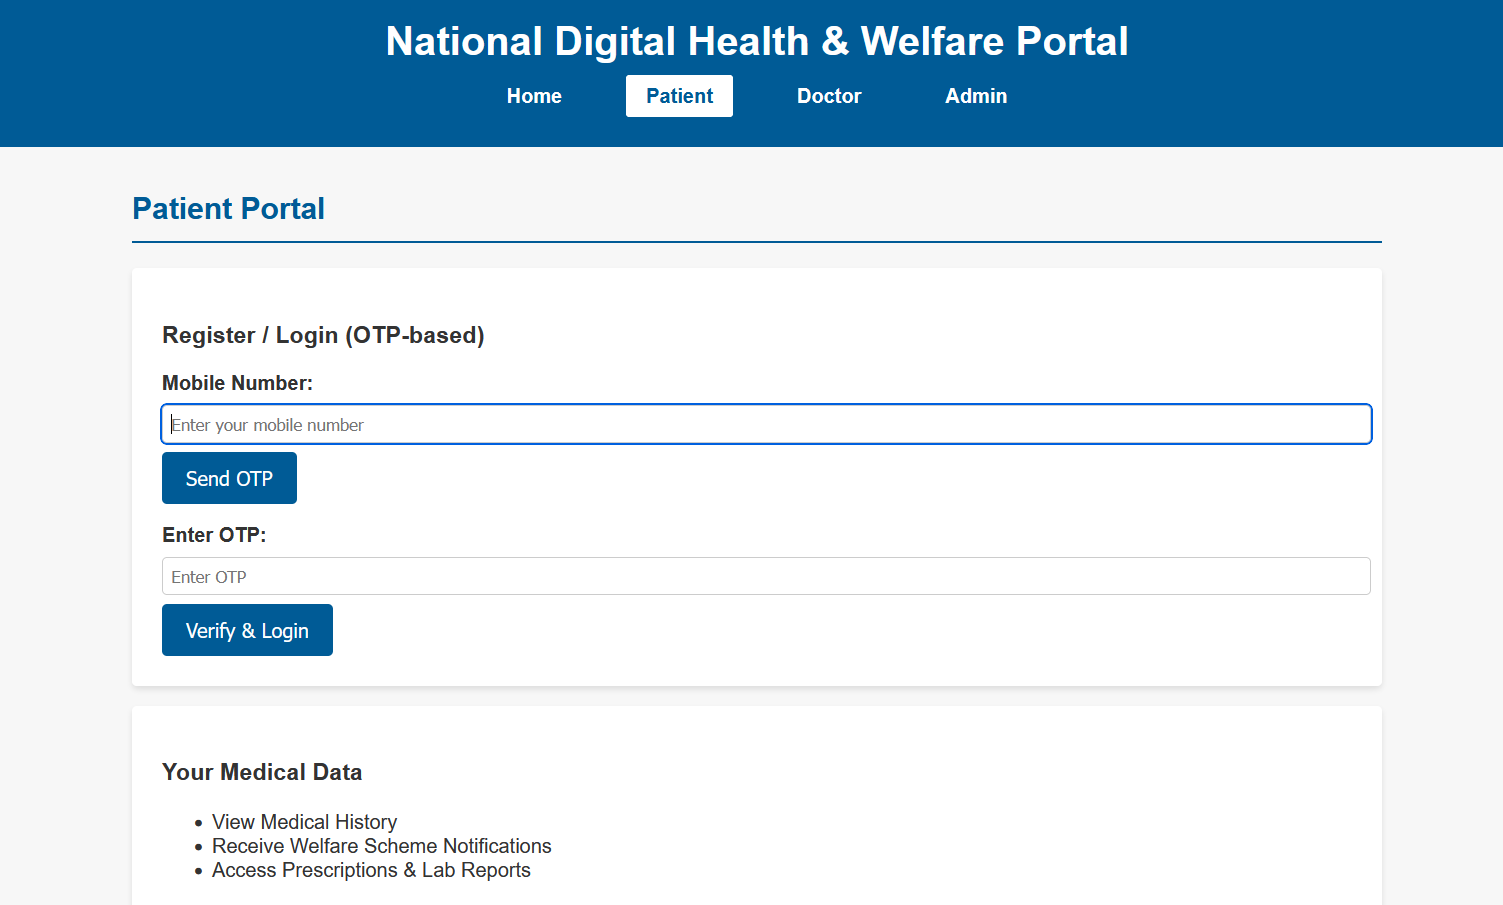 National Digital Health & Welfare Portal
Home Patient Doctor Admin
Patient Portal
Register / Login (OTP-based)
Mobile Number:
Enter your mobile number
Send OTP
Enter OTP:
Enter OTP
Verify & Login
Your Medical Data
• View Medical History
• Receive Welfare Scheme Notifications
• Access Prescriptions & Lab Reports